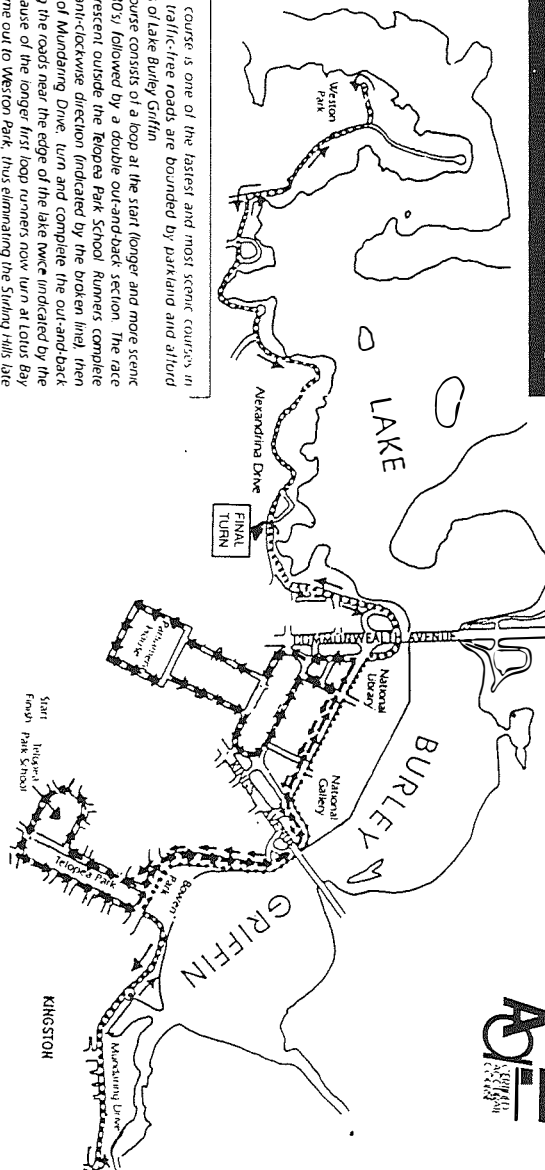 course is one of the fastest and most scenic courses in
traffic-free roads are bounded by parkland and afford
of Lake Burley Griffin
ourse consists of a loop at the start (longer and more scenic
0's) followed by a double out-and-back section. The race
rescent outside the Telopea Park School Runners complete
anti-clockwise direction (indicated by the broken line), then
of Mundaring Drive, turn and complete the out-and-back
g the roads near the edge of the lake twice (indicated by the
ause of the longer first loop runners now turn at Lotus Bay
me out to Weston Park, thus eliminating the Stirling Hills late
Weston
Park
LAKE
Alexandrina Drive
FINAL
TURN
COMMONWEALTH AVENUE
National
Library
Parliament
House
National
Gallery
BURLEY
GRIFFIN
Start
Finish
Telopea
Park School
Telopea Park
Bowen
Park
KINGSTON
Mundaring Drive
CERTIFIED
ACCURATE
COURSE